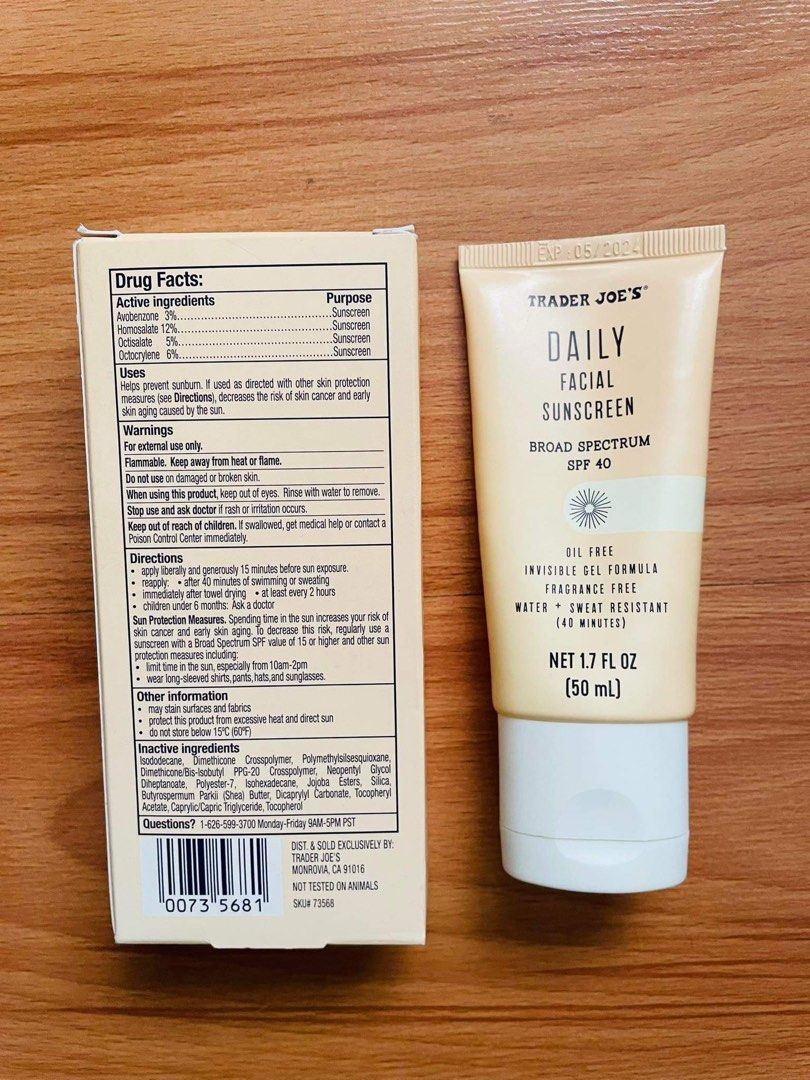 Drug Facts:
Active ingredients Purpose
Avobenzone 3%..............................Sunscreen
Homosalate 12%..............................Sunscreen
Octisalate 5%..............................Sunscreen
Octocrylene 6%..............................Sunscreen
Uses
Helps prevent sunburn. If used as directed with other skin protection
measures (see Directions), decreases the risk of skin cancer and early
skin aging caused by the sun.
Warnings
For external use only.
Flammable. Keep away from heat or flame.
Do not use on damaged or broken skin.
When using this product, keep out of eyes. Rinse with water to remove.
Stop use and ask doctor if rash or irritation occurs.
Keep out of reach of children. If swallowed, get medical help or contact a
Poison Control Center immediately.
Directions
• apply liberally and generously 15 minutes before sun exposure.
• reapply: • after 40 minutes of swimming or sweating
• immediately after towel drying • at least every 2 hours
• children under 6 months: Ask a doctor
Sun Protection Measures. Spending time in the sun increases your risk of
skin cancer and early skin aging. To decrease this risk, regularly use a
sunscreen with a Broad Spectrum SPF value of 15 or higher and other sun
protection measures including:
• limit time in the sun, especially from 10am-2pm
• wear long-sleeved shirts, pants, hats, and sunglasses.
Other information
• may stain surfaces and fabrics
• protect this product from excessive heat and direct sun
• do not store below 15ºC (60ºF)
Inactive ingredients
Isododecane, Dimethicone Crosspolymer, Polymethylsilsesquioxane,
Dimethicone/Bis-Isobutyl PPG-20 Crosspolymer, Neopentyl Glycol
Diheptanoate, Polyester-7, Isohexadecane, Jojoba Esters, Silica,
Butyrospermum Parkii (Shea) Butter, Dicaprylyl Carbonate, Tocopheryl
Acetate, Caprylic/Capric Triglyceride, Tocopherol
Questions? 1-626-599-3700 Monday-Friday 9AM-5PM PST
0073 5681
DIST. & SOLD EXCLUSIVELY BY:
TRADER JOE'S
MONROVIA, CA 91016
NOT TESTED ON ANIMALS
SKU# 73568
EXP : 05/2024
TRADER JOE'S®
DAILY
FACIAL
SUNSCREEN
BROAD SPECTRUM
SPF 40
OIL FREE
INVISIBLE GEL FORMULA
FRAGRANCE FREE
WATER + SWEAT RESISTANT
(40 MINUTES)
NET 1.7 FL OZ
(50 mL)